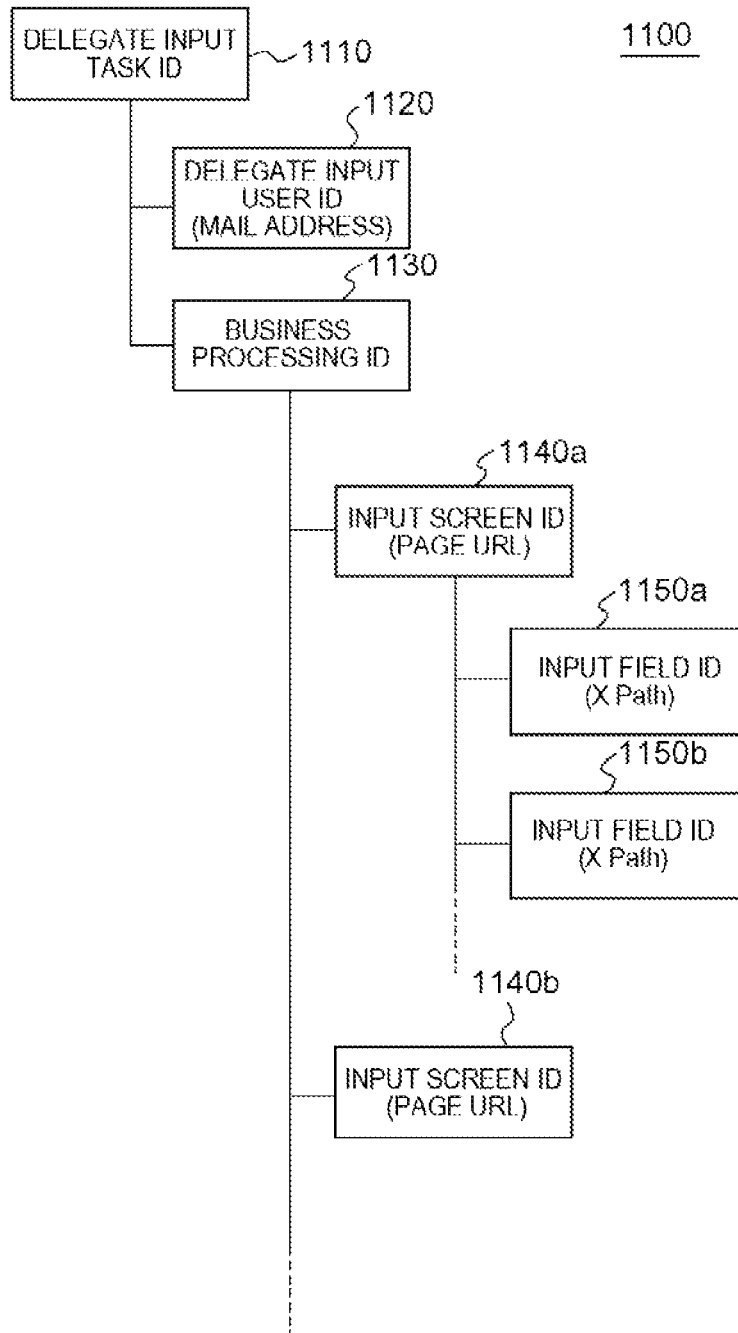 DELEGATE INPUT
TASK ID
1110
1100
1120
DELEGATE INPUT
USER ID
(MAIL ADDRESS)
1130
BUSINESS
PROCESSING ID
1140a
INPUT SCREEN ID
(PAGE URL)
1150a
INPUT FIELD ID
(X Path)
1150b
INPUT FIELD ID
(X Path)
1140b
INPUT SCREEN ID
(PAGE URL)